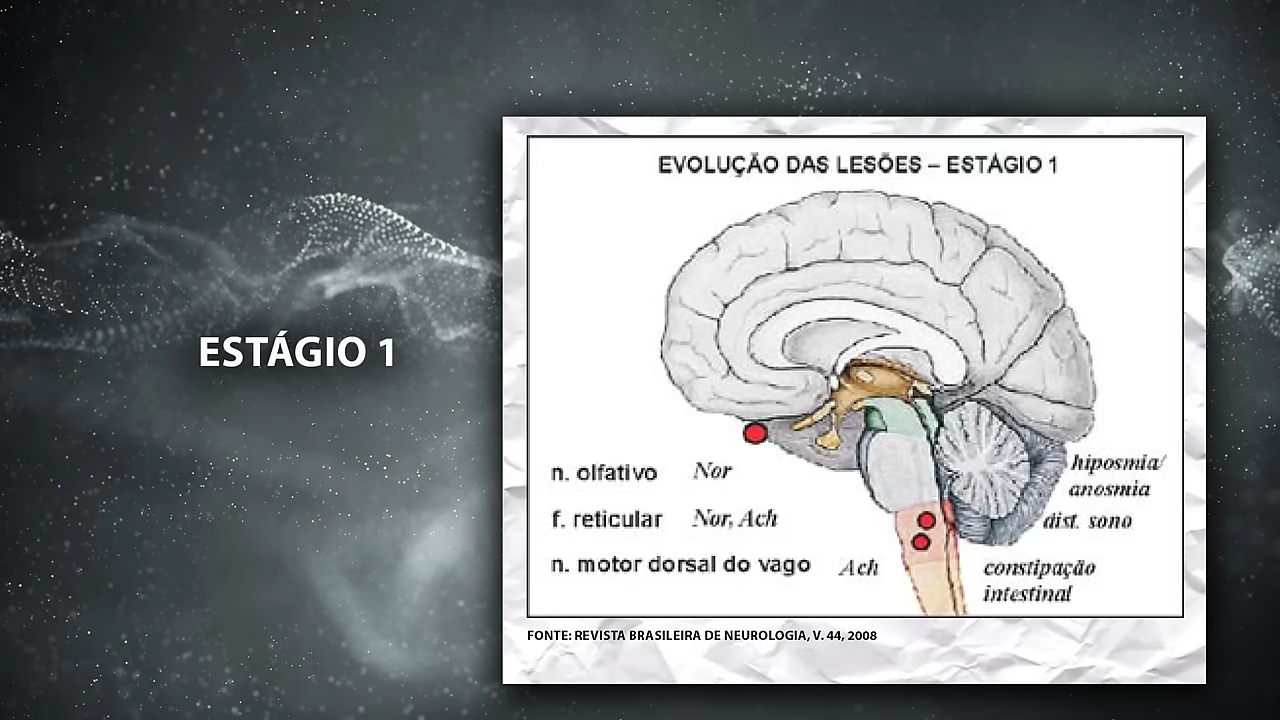 ESTÁGIO 1
EVOLUÇÃO DAS LESÕES – ESTÁGIO 1
n. olfativo Nor hiposmia/
anosmia
f. reticular Nor, Ach dist. sono
n. motor dorsal do vago Ach constipação
intestinal
FONTE: REVISTA BRASILEIRA DE NEUROLOGIA, V. 44, 2008